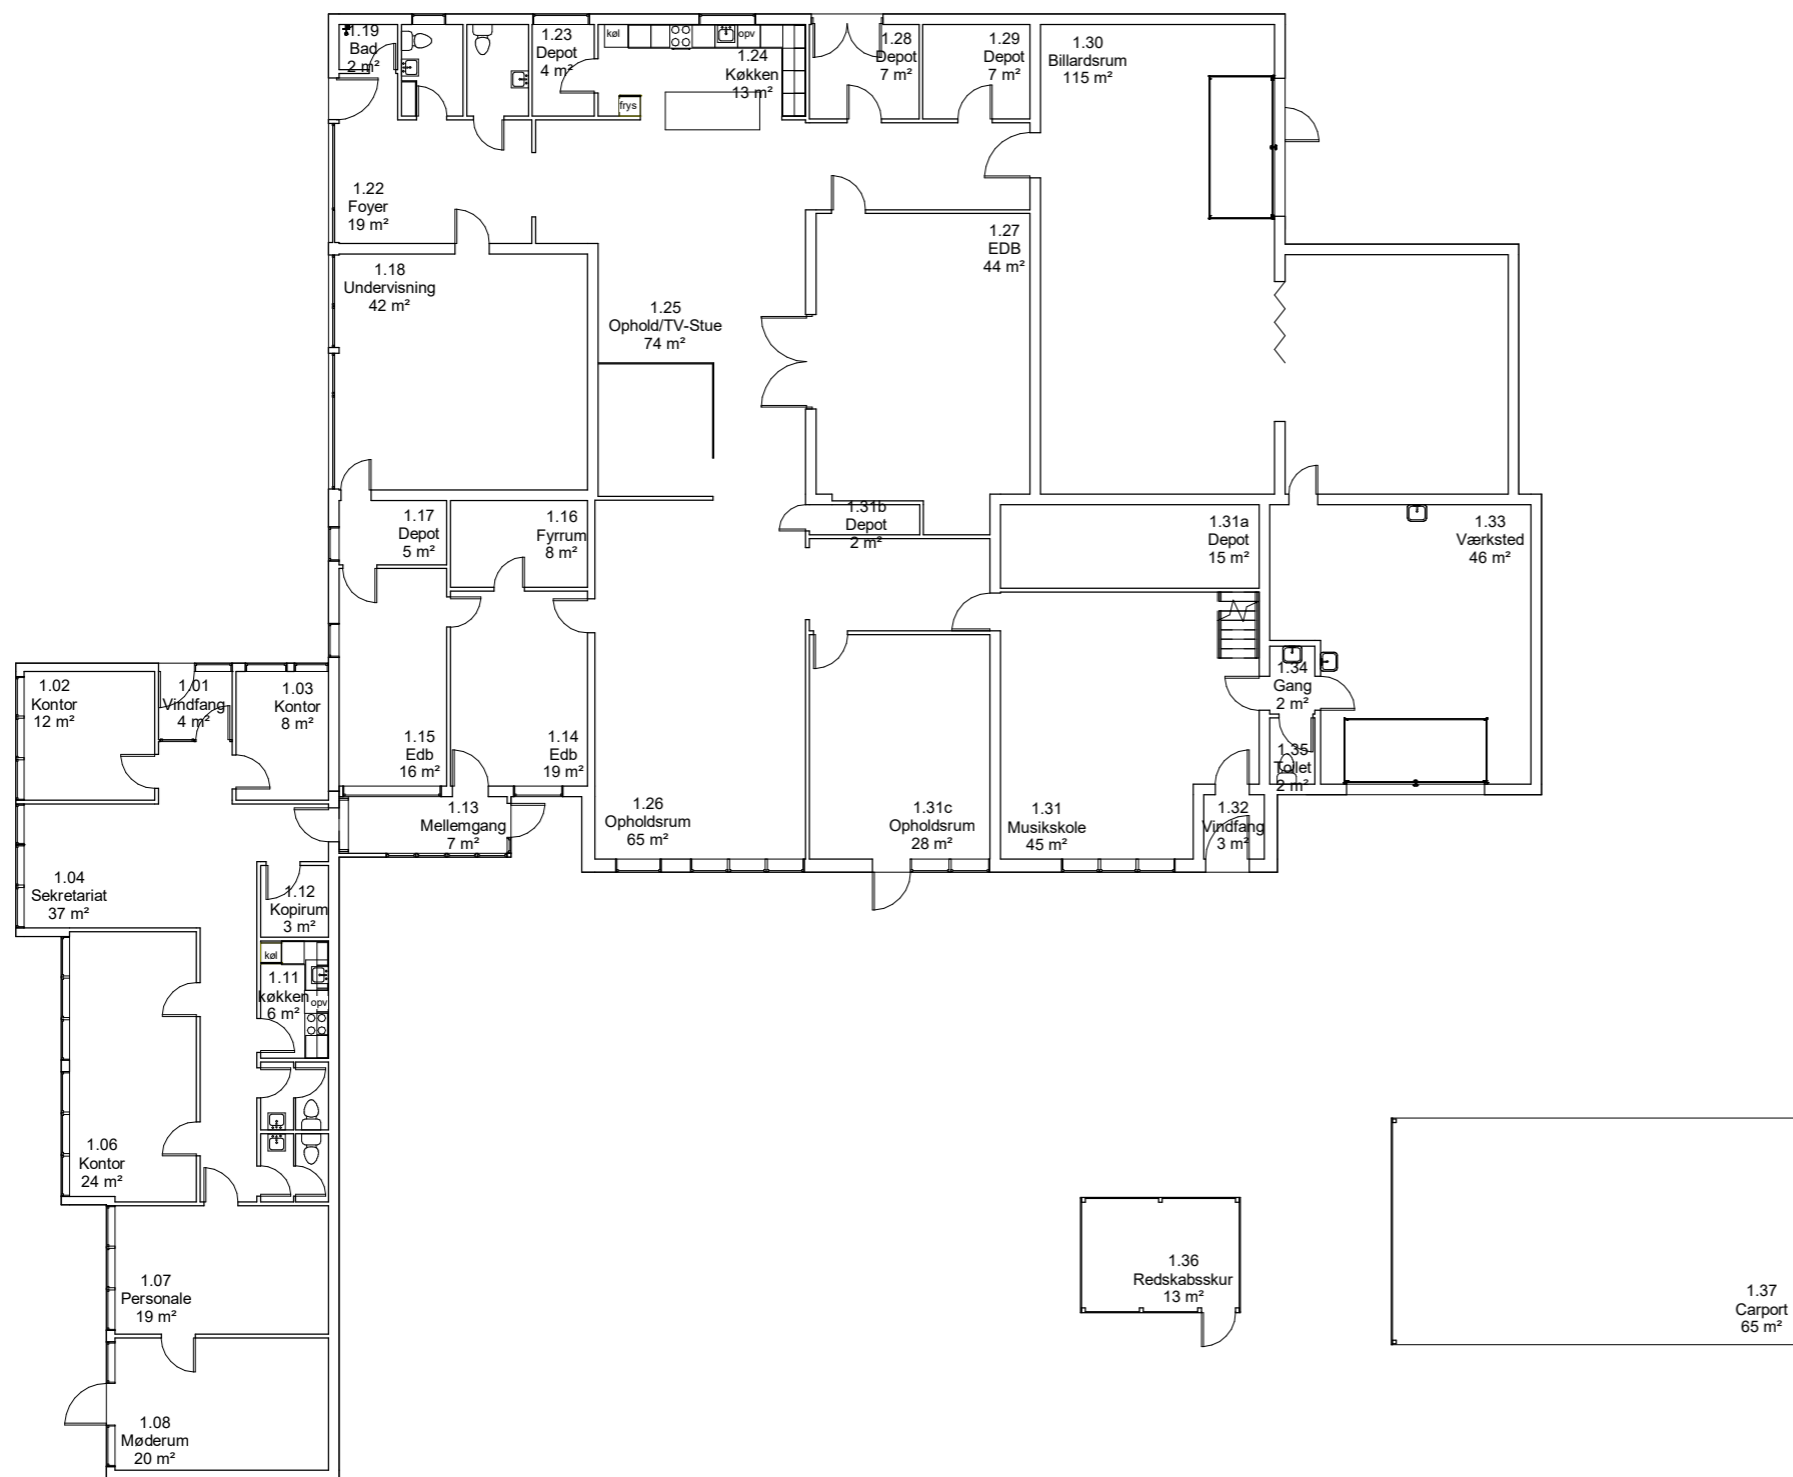 1.19
Bad
2 m²
1.23
Depot
4 m²
køl
opv
1.24
Køkken
13 m²
frys
1.28
Depot
7 m²
1.29
Depot
7 m²
1.30
Billardsrum
115 m²
1.22
Foyer
19 m²
1.27
EDB
44 m²
1.18
Undervisning
42 m²
1.25
Ophold/TV-Stue
74 m²
1.17
Depot
5 m²
1.16
Fyrrum
8 m²
1.31b
Depot
2 m²
1.31a
Depot
15 m²
1.33
Værksted
46 m²
1.02
Kontor
12 m²
1.01
Vindfang
4 m²
1.03
Kontor
8 m²
1.34
Gang
2 m²
1.15
Edb
16 m²
1.14
Edb
19 m²
1.35
Toilet
2 m²
1.13
Mellemgang
7 m²
1.26
Opholdsrum
65 m²
1.31c
Opholdsrum
28 m²
1.31
Musikskole
45 m²
1.32
Vindfang
3 m²
1.04
Sekretariat
37 m²
1.12
Kopirum
3 m²
køl
1.11
køkken
6 m²
opv
1.06
Kontor
24 m²
1.07
Personale
19 m²
1.36
Redskabsskur
13 m²
1.37
Carport
65 m²
1.08
Møderum
20 m²